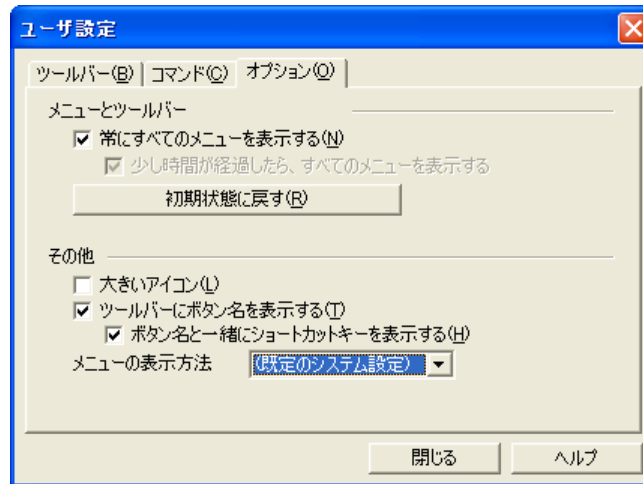 ユーザ設定
ツールバー(B) コマンド(C) オプション(O)
メニューとツールバー
常にすべてのメニューを表示する(N)
少し時間が経過したら、すべてのメニューを表示する
初期状態に戻す(R)
その他
大きいアイコン(L)
ツールバーにボタン名を表示する(T)
ボタン名と一緒にショートカットキーを表示する(H)
メニューの表示方法 (既定のシステム設定)
閉じる ヘルプ